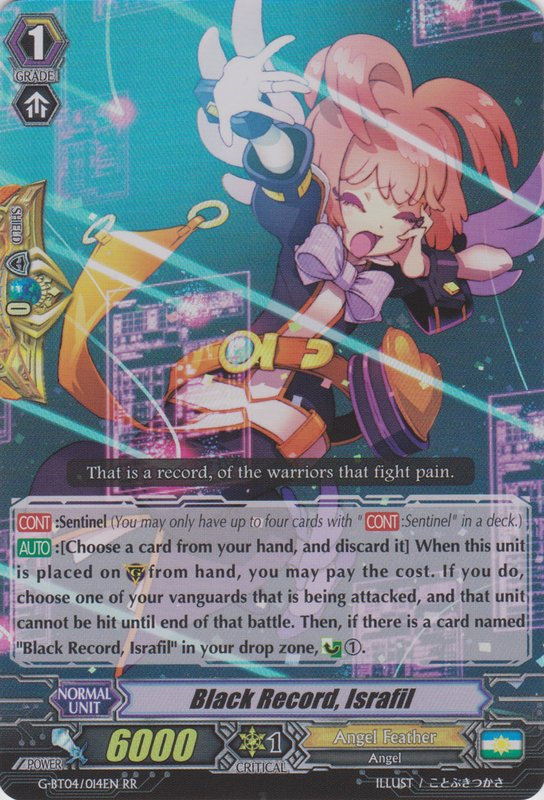 1
GRADE
SHIELD
0
That is a record, of the warriors that fight pain.
CONT :Sentinel (You may only have up to four cards with " CONT :Sentinel" in a deck.)
AUTO :[Choose a card from your hand, and discard it] When this unit
is placed on G from hand, you may pay the cost. If you do,
choose one of your vanguards that is being attacked, and that unit
cannot be hit until end of that battle. Then, if there is a card named
"Black Record, Israfil" in your drop zone, ①.
NORMAL
UNIT
Black Record, Israfil
POWER
6000
1
CRITICAL
Angel Feather
Angel
G-BT04/014EN RR
ILLUST / ことぶきつかさ